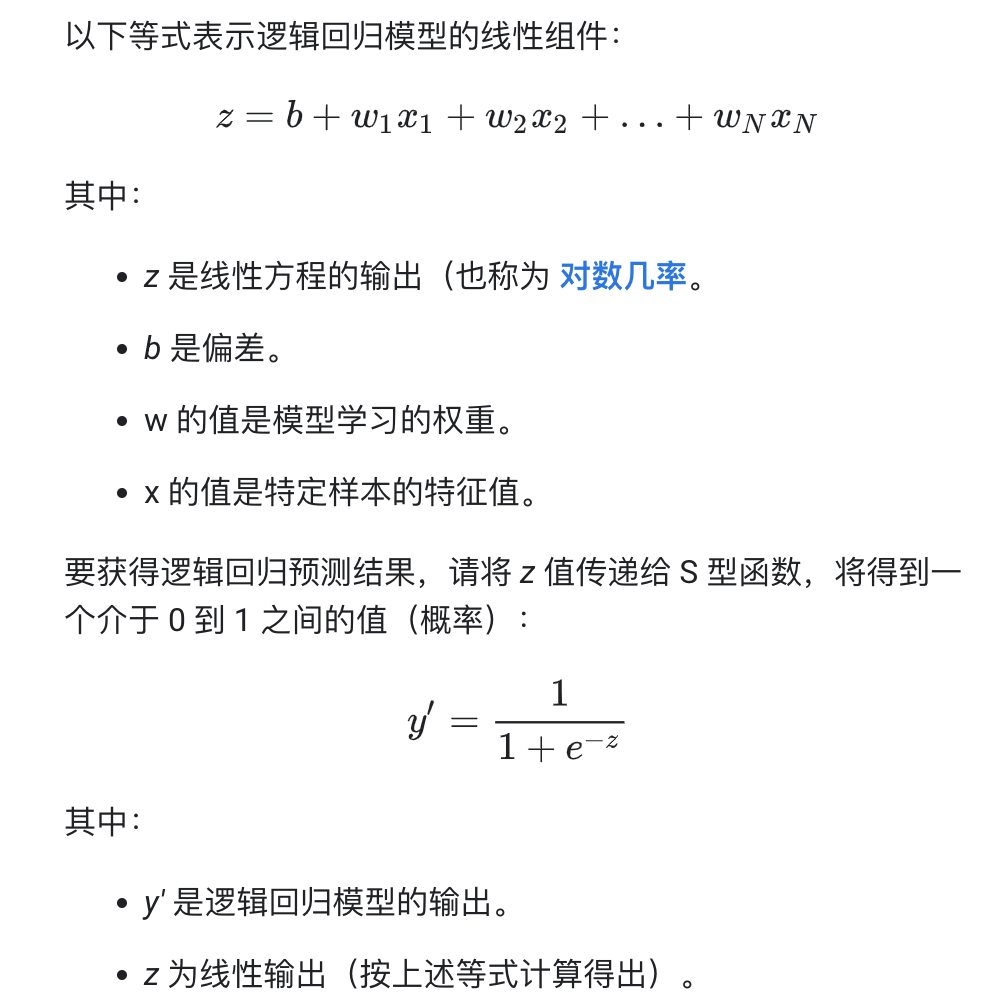 以下等式表示逻辑回归模型的线性组件：
z = b + w₁x₁ + w₂x₂ + … + w_N x_N
其中：
• z 是线性方程的输出（也称为 对数几率。
• b 是偏差。
• w 的值是模型学习的权重。
• x 的值是特定样本的特征值。
要获得逻辑回归预测结果，请将 z 值传递给 S 型函数，将得到一
个介于 0 到 1 之间的值（概率）：
y′ = 1 / (1 + e^{−z})
其中：
• y' 是逻辑回归模型的输出。
• z 为线性输出（按上述等式计算得出）。